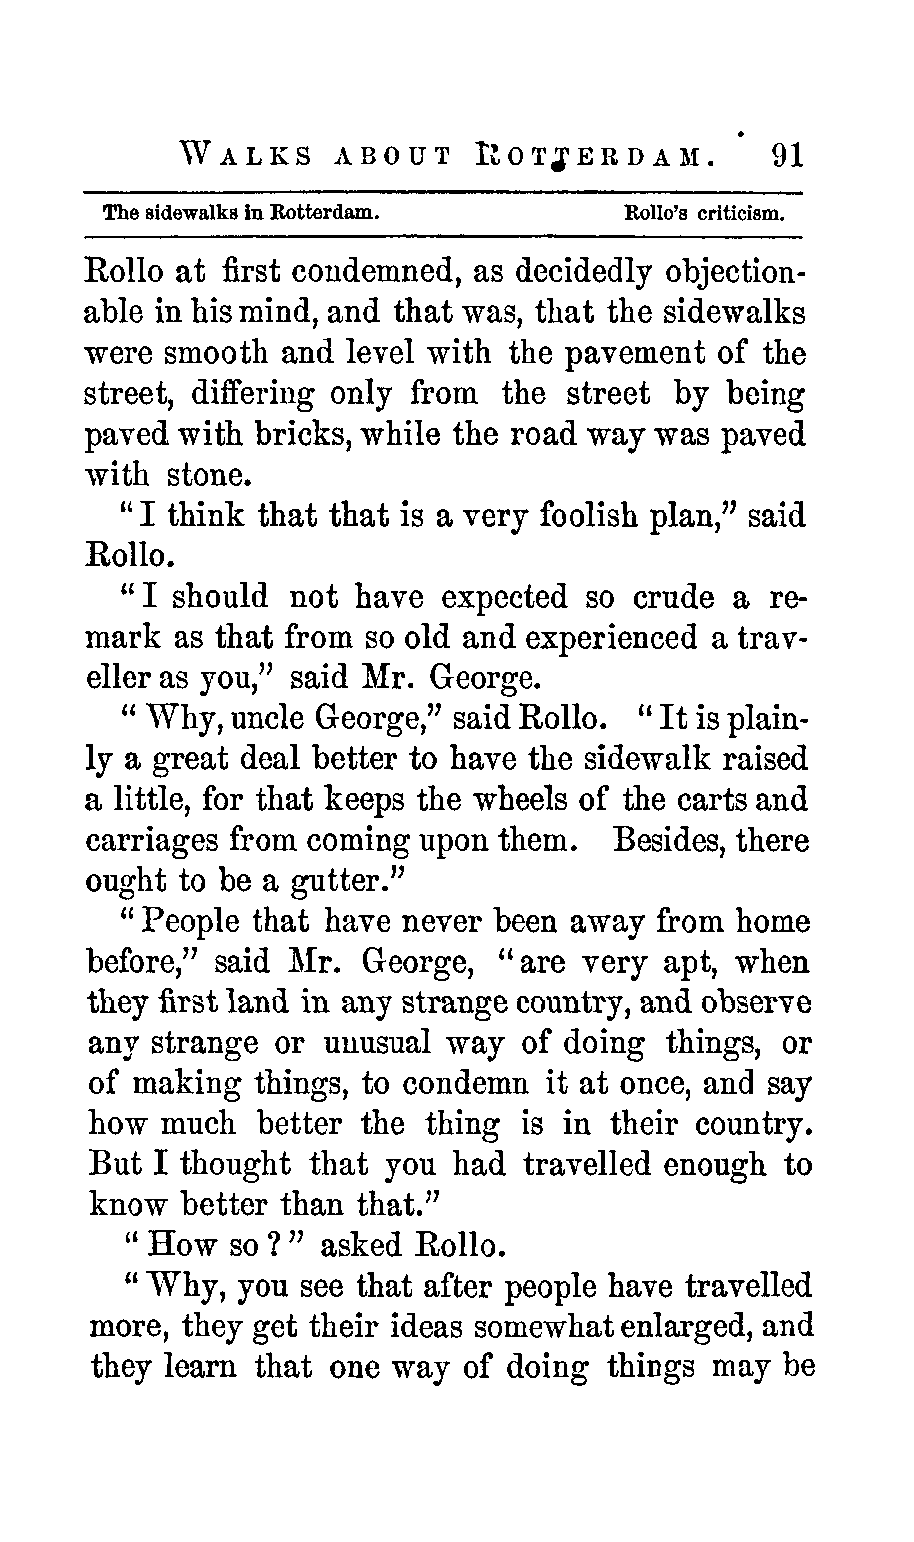 WALKS ABOUT ROTTERDAM. 91
The sidewalks in Rotterdam. Rollo's criticism.
Rollo at first condemned, as decidedly objection-
able in his mind, and that was, that the sidewalks
were smooth and level with the pavement of the
street, differing only from the street by being
paved with bricks, while the road way was paved
with stone.
"I think that that is a very foolish plan," said
Rollo.
"I should not have expected so crude a re-
mark as that from so old and experienced a trav-
eller as you," said Mr. George.
"Why, uncle George," said Rollo. "It is plain-
ly a great deal better to have the sidewalk raised
a little, for that keeps the wheels of the carts and
carriages from coming upon them. Besides, there
ought to be a gutter."
"People that have never been away from home
before," said Mr. George, "are very apt, when
they first land in any strange country, and observe
any strange or unusual way of doing things, or
of making things, to condemn it at once, and say
how much better the thing is in their country.
But I thought that you had travelled enough to
know better than that."
"How so?" asked Rollo.
"Why, you see that after people have travelled
more, they get their ideas somewhat enlarged, and
they learn that one way of doing things may be